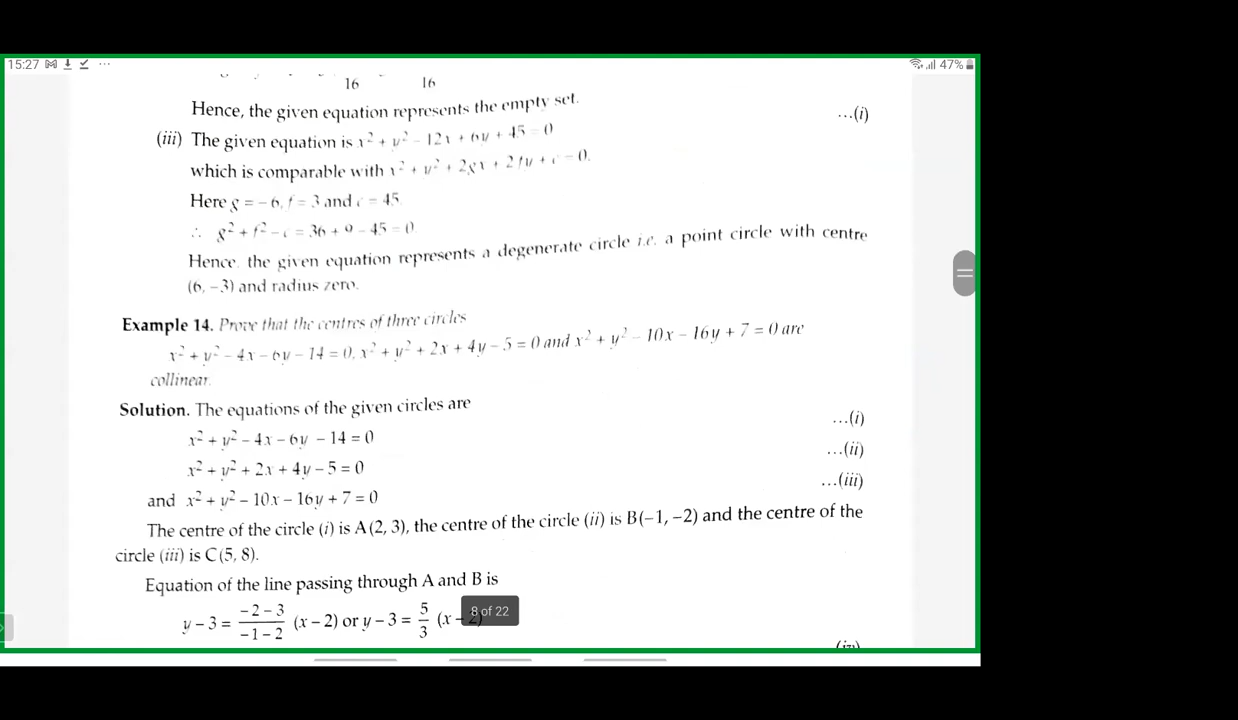 15:27
47%
16 16
Hence, the given equation represents the empty set.
(iii) The given equation is x² + y² − 12x + 6y + 45 = 0 ...(i)
which is comparable with x² + y² + 2gx + 2fy + c = 0.
Here g = − 6, f = 3 and c = 45.
∴ g² + f² − c = 36 + 9 − 45 = 0
Hence, the given equation represents a degenerate circle i.e. a point circle with centre
(6, −3) and radius zero.
Example 14. Prove that the centres of three circles
x² + y² − 4x − 6y − 14 = 0, x² + y² + 2x + 4y − 5 = 0 and x² + y² − 10x − 16y + 7 = 0 are
collinear.
Solution. The equations of the given circles are
x² + y² − 4x − 6y − 14 = 0 ...(i)
x² + y² + 2x + 4y − 5 = 0 ...(ii)
and x² + y² − 10x − 16y + 7 = 0 ...(iii)
The centre of the circle (i) is A(2, 3), the centre of the circle (ii) is B(−1, −2) and the centre of the
circle (iii) is C(5, 8).
Equation of the line passing through A and B is
y − 3 = (−2 − 3)/(−1 − 2) (x − 2) or y − 3 = 5/3 (x − 2)
8 of 22